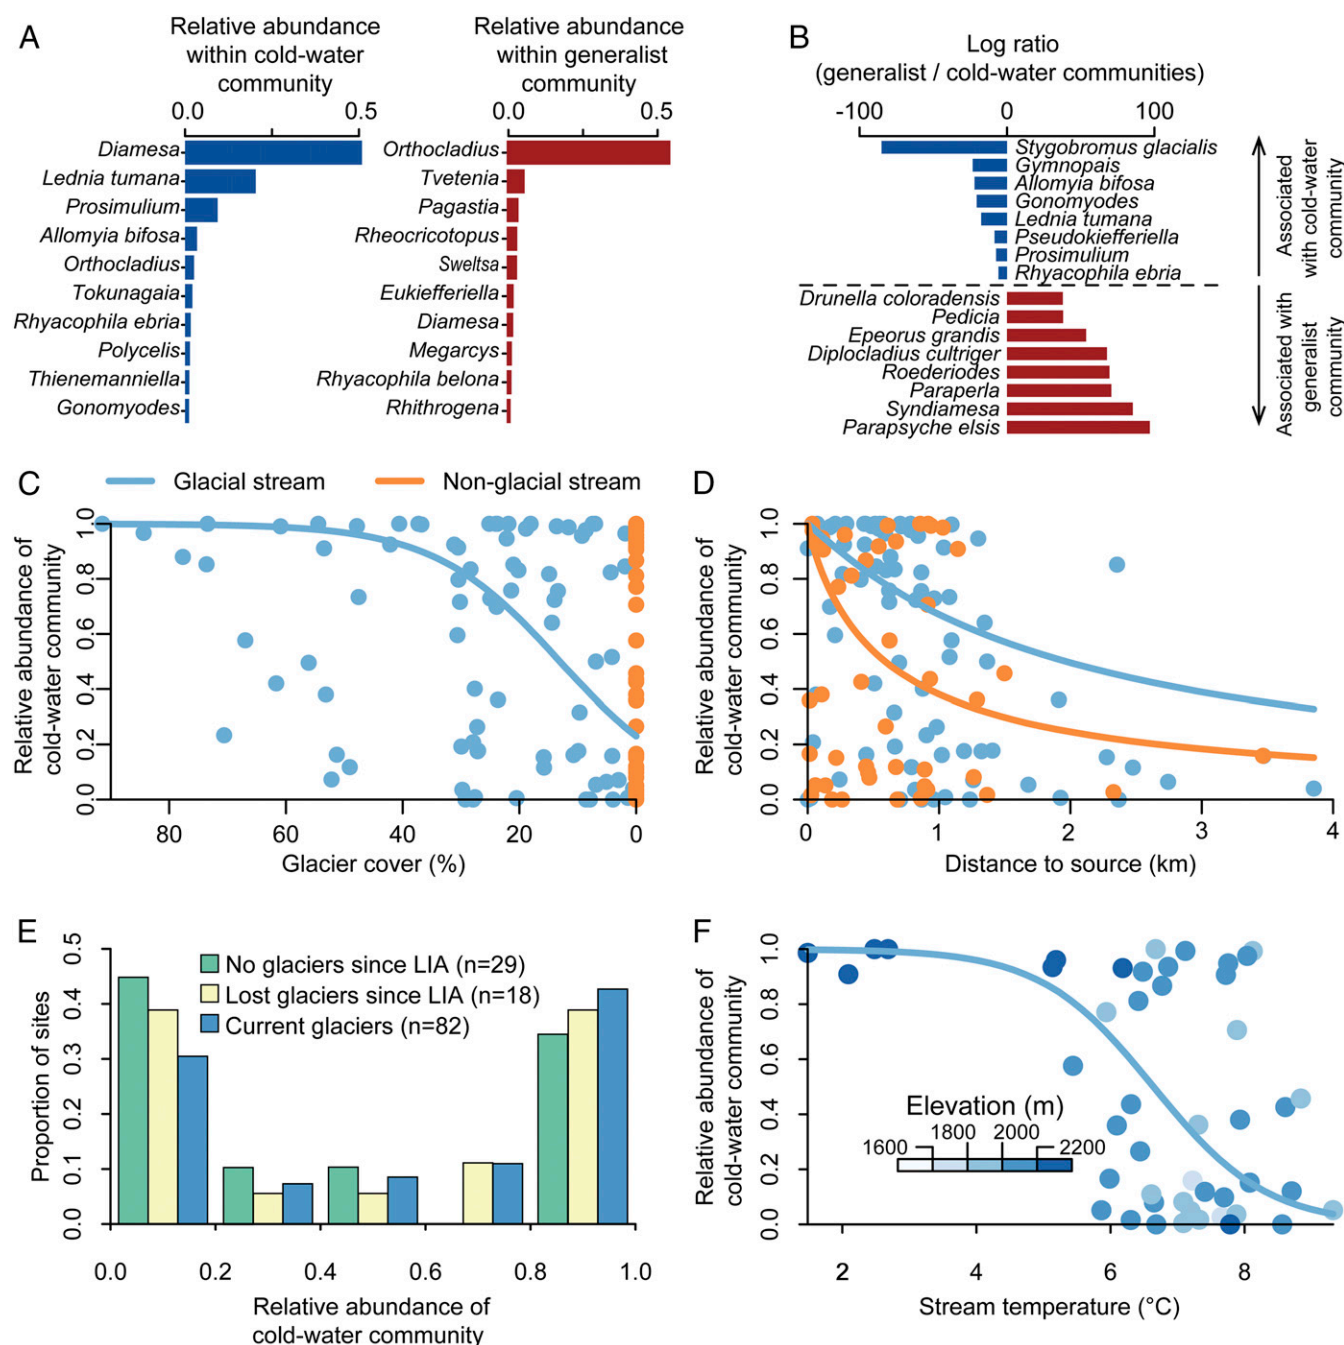 A
Relative abundance
within cold-water
community
0.0
0.5
Diamesa
Lednia tumana
Prosimulium
Allomyia bifosa
Orthocladius
Tokunagaia
Rhyacophila ebria
Polycelis
Thienemanniella
Gonomyodes
Relative abundance
within generalist
community
0.0
0.5
Orthocladius
Tvetenia
Pagastia
Rheocricotopus
Sweltsa
Eukiefferiella
Diamesa
Megarcys
Rhyacophila belona
Rhithrogena
B
Log ratio
(generalist / cold-water communities)
-100
0
100
Stygobromus glacialis
Gymnopais
Allomyia bifosa
Gonomyodes
Lednia tumana
Pseudokiefferiella
Prosimulium
Rhyacophila ebria
Drunella coloradensis
Pedicia
Epeorus grandis
Diplocladius cultriger
Roederiodes
Paraperla
Syndiamesa
Parapsyche elsis
Associated
with cold-water
community
Associated with
generalist
community
C
Glacial stream
Non-glacial stream
Relative abundance of
cold-water community
1.0
0.8
0.6
0.4
0.2
0.0
80
60
40
20
0
Glacier cover (%)
D
Relative abundance of
cold-water community
1.0
0.8
0.6
0.4
0.2
0.0
0
1
2
3
4
Distance to source (km)
E
Proportion of sites
0.5
0.4
0.3
0.2
0.1
0.0
No glaciers since LIA (n=29)
Lost glaciers since LIA (n=18)
Current glaciers (n=82)
0.0
0.2
0.4
0.6
0.8
1.0
Relative abundance of
cold-water community
F
Relative abundance of
cold-water community
1.0
0.8
0.6
0.4
0.2
0.0
Elevation (m)
1600
1800
2000
2200
2
4
6
8
Stream temperature (°C)